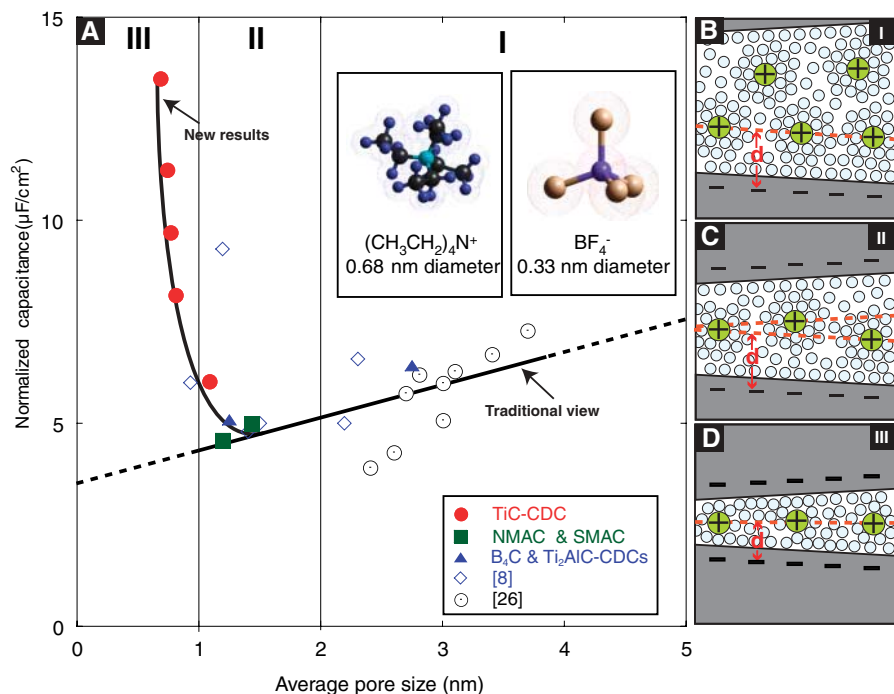 A
III
II
I
15
10
5
0
Normalized capacitance (µF/cm²)
New results
(CH₃CH₂)₄N⁺
0.68 nm diameter
BF₄⁻
0.33 nm diameter
Traditional view
TiC-CDC
NMAC & SMAC
B₄C & Ti₂AlC-CDCs
[8]
[26]
0 1 2 3 4 5
Average pore size (nm)
B
I
d
C
II
d
D
III
d